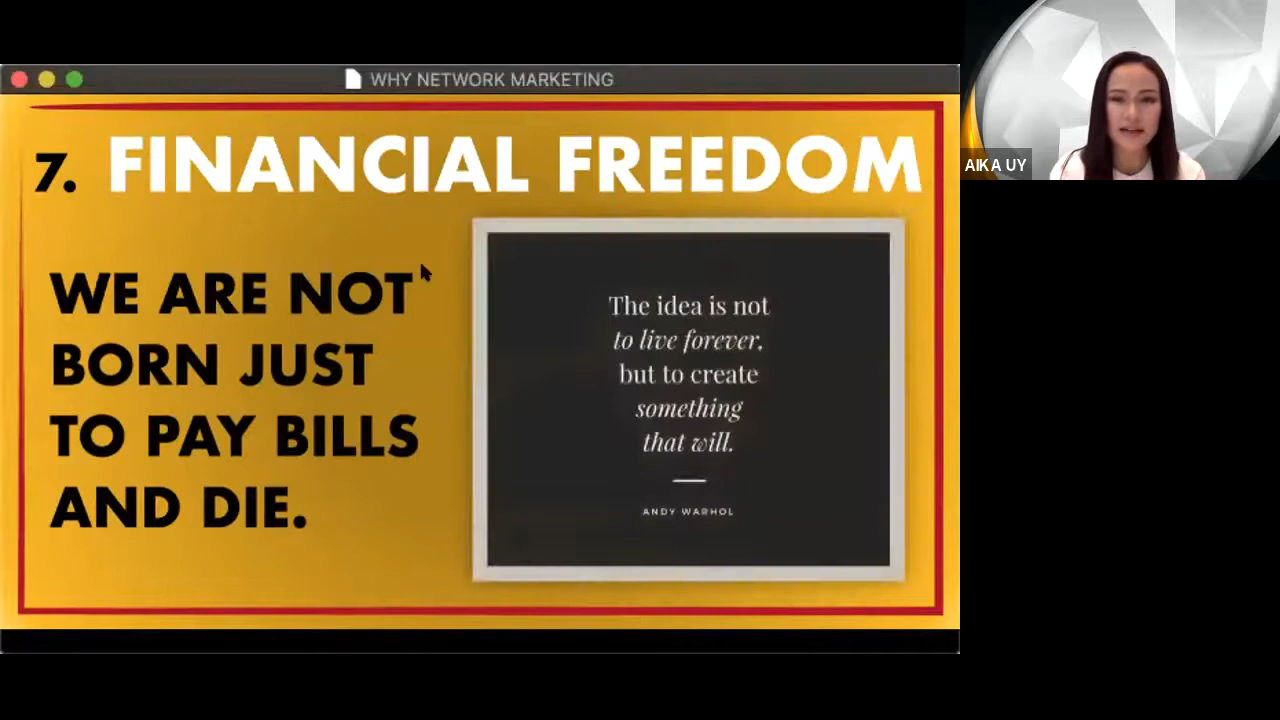 WHY NETWORK MARKETING
7. FINANCIAL FREEDOM
WE ARE NOT
BORN JUST
TO PAY BILLS
AND DIE.
The idea is not
to live forever,
but to create
something
that will.
ANDY WARHOL
AIKA UY